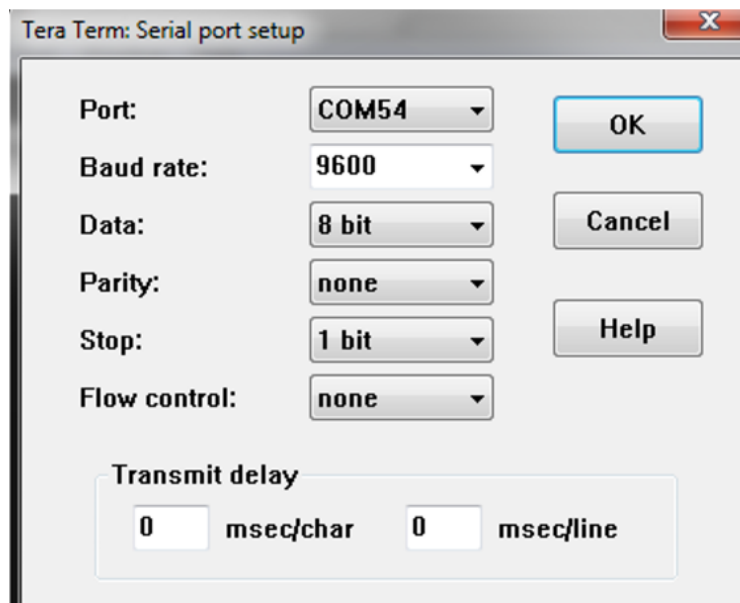 Tera Term: Serial port setup
Port: COM54 OK
Baud rate: 9600
Data: 8 bit Cancel
Parity: none
Stop: 1 bit Help
Flow control: none
Transmit delay
0 msec/char 0 msec/line